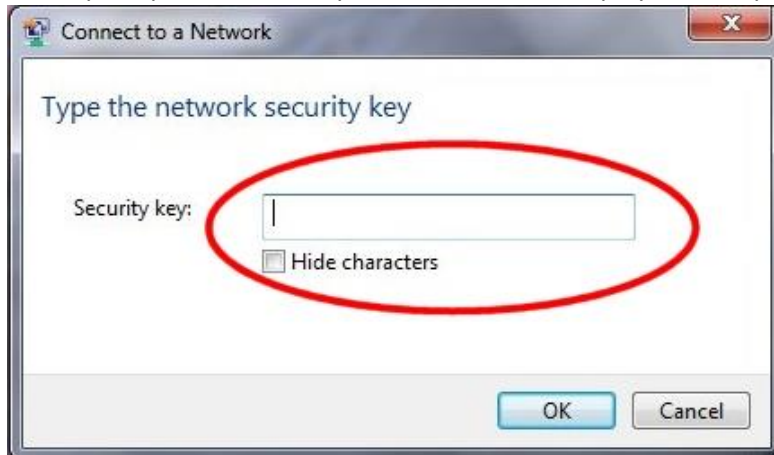 Connect to a Network
Type the network security key
Security key:
Hide characters
OK Cancel